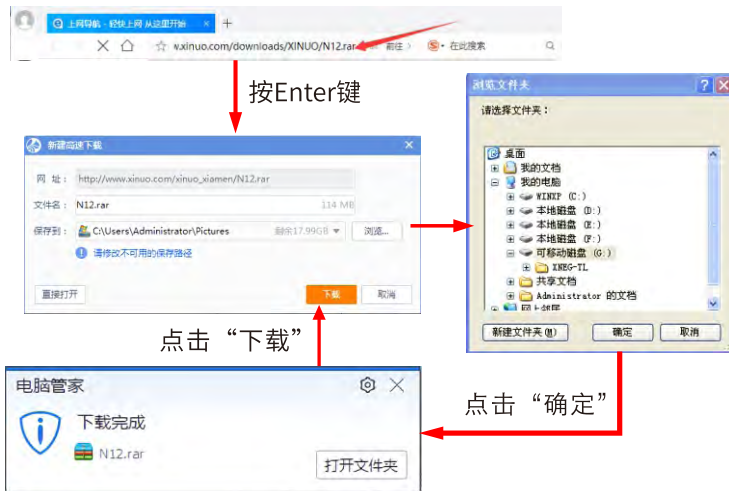 上网导航 - 轻快上网 从这里开始 × +
v.xinuo.com/downloads/XINUO/N12.rar 前往 在此搜索
按Enter键
新建高速下载
网 址： http://www.xinuo.com/xinuo_xiamen/N12.rar
文件名： N12.rar 114 MB
保存到： C:\Users\Administrator\Pictures 剩余17.99GB 浏览...
请修改不可用的保存路径
直接打开 下载 取消
浏览文件夹
请选择文件夹：
桌面
我的文档
我的电脑
WINXP (C:)
本地磁盘 (D:)
本地磁盘 (E:)
本地磁盘 (F:)
可移动磁盘 (G:)
XNEG-TL
共享文档
Administrator 的文档
网上邻居
新建文件夹(M) 确定 取消
点击“下载”
点击“确定”
电脑管家
下载完成
N12.rar
打开文件夹